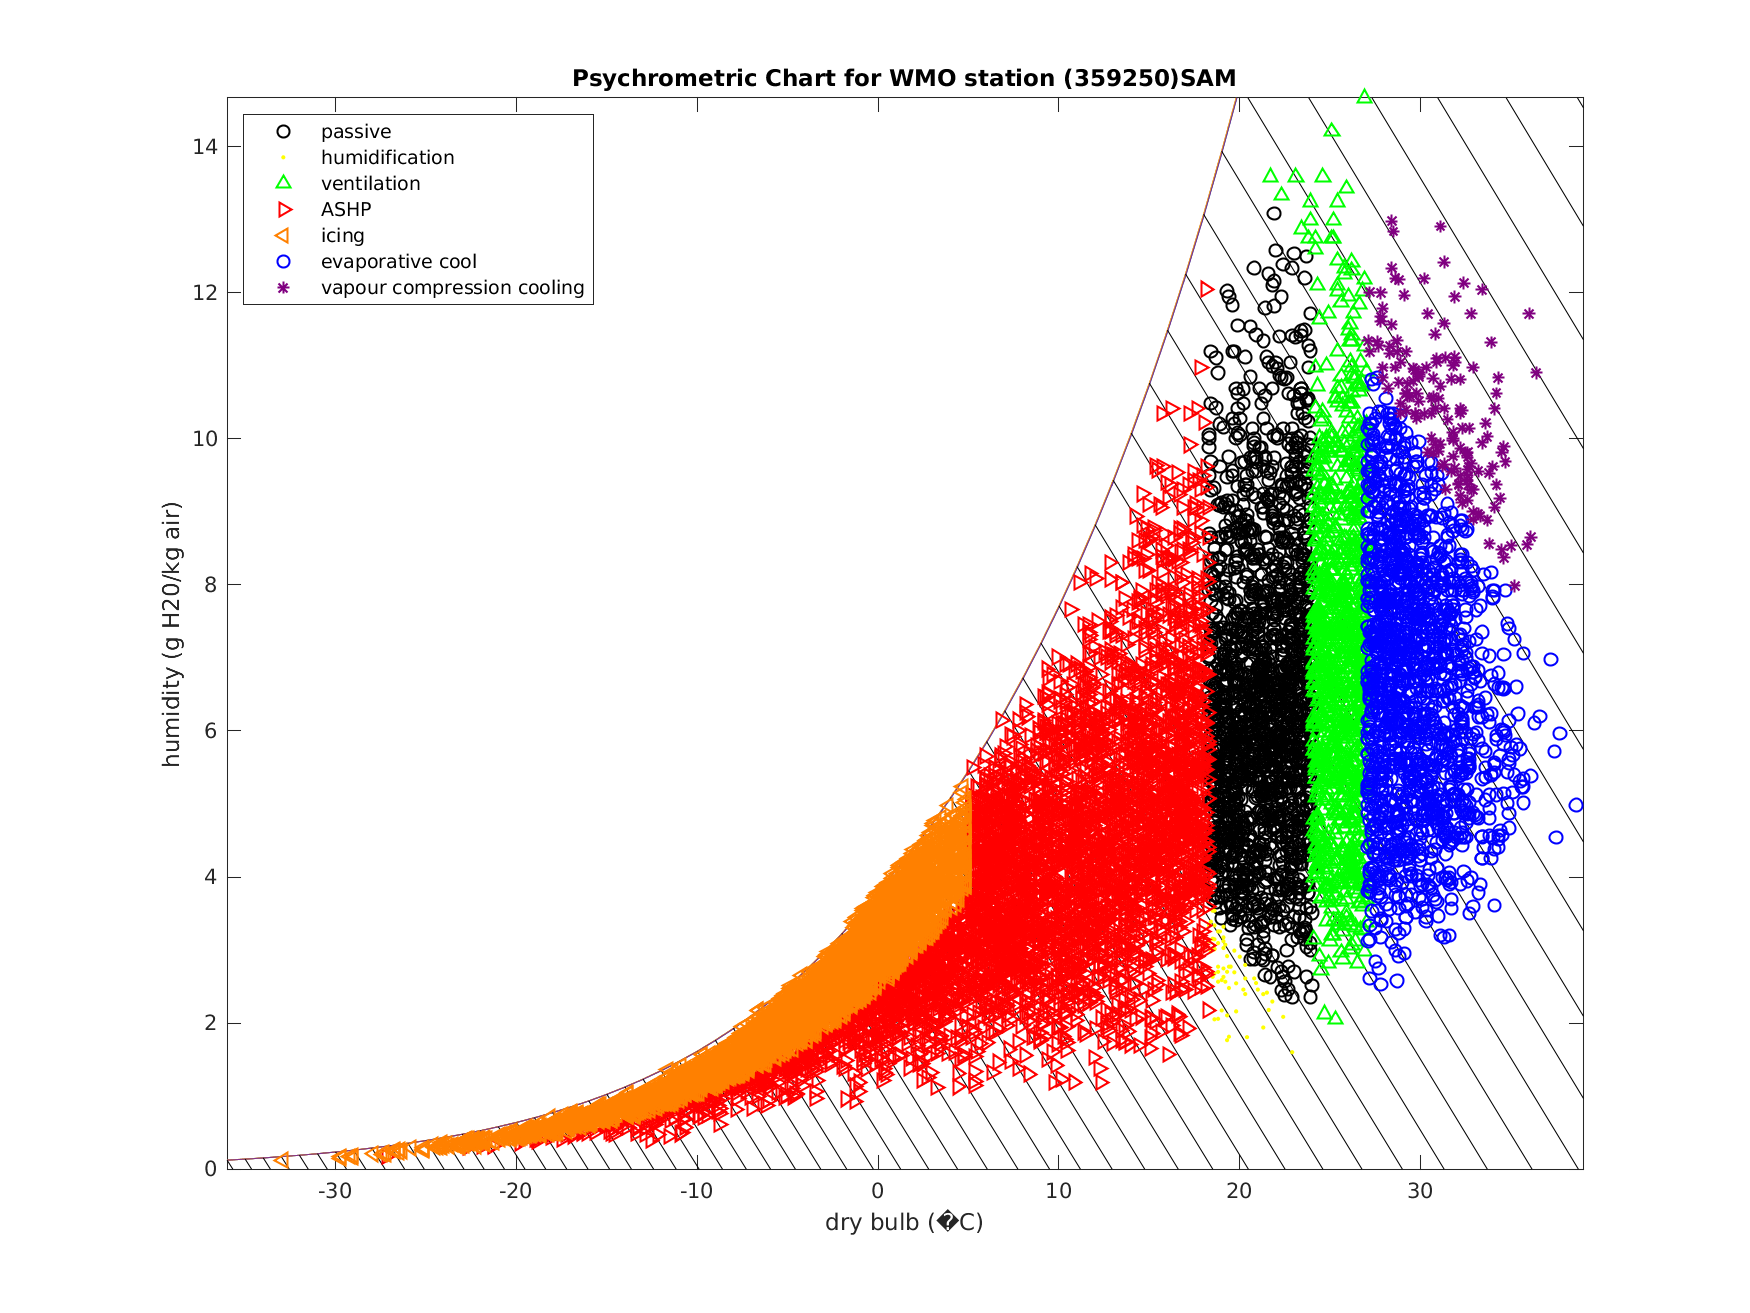 Psychrometric Chart for WMO station (359250)SAM
passive
humidification
ventilation
ASHP
icing
evaporative cool
vapour compression cooling
humidity (g H20/kg air)
14
12
10
8
6
4
2
0
-30 -20 -10 0 10 20 30
dry bulb (�C)